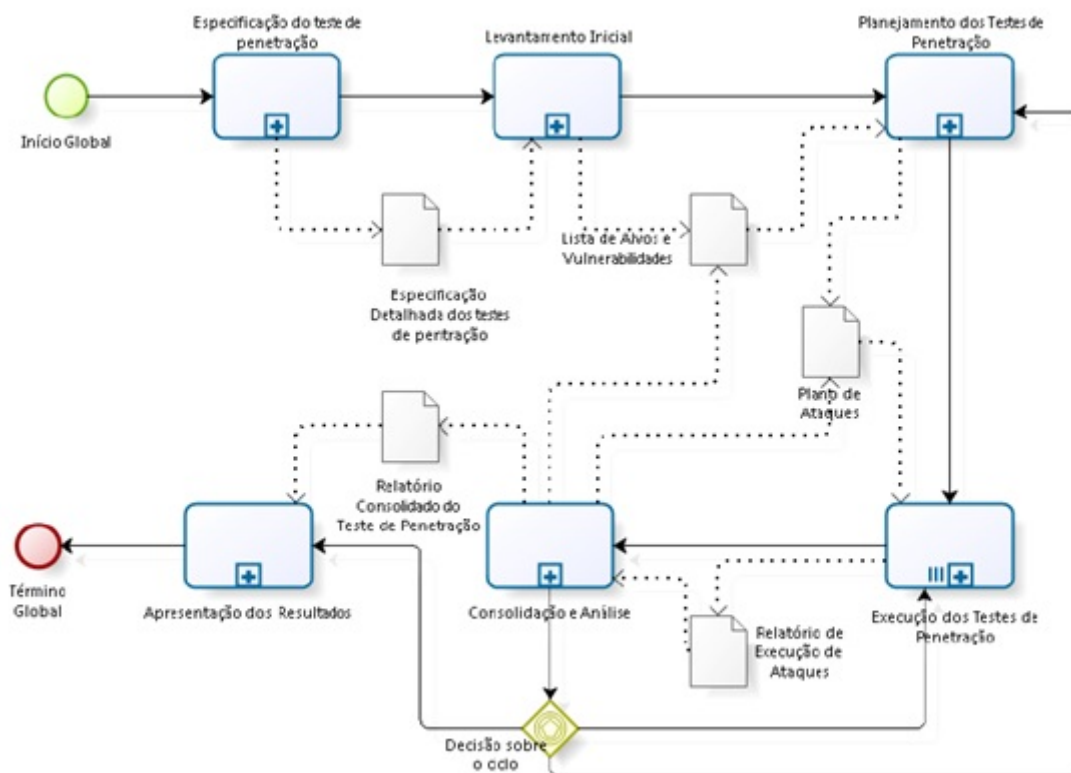 Especificação do teste de
penetração
Levantamento Inicial
Planejamento dos Testes de
Penetração
Início Global
Lista de Alvos e
Vulnerabilidades
Especificação
Detalhada dos testes
de pentração
Plano de
Ataques
Relatório
Consolidado do
Teste de Penetração
Término
Global
Apresentação dos Resultados
Consolidação e Análise
Relatório de
Execução de
Ataques
Execução dos Testes de
Penetração
Decisão sobre
o ciclo